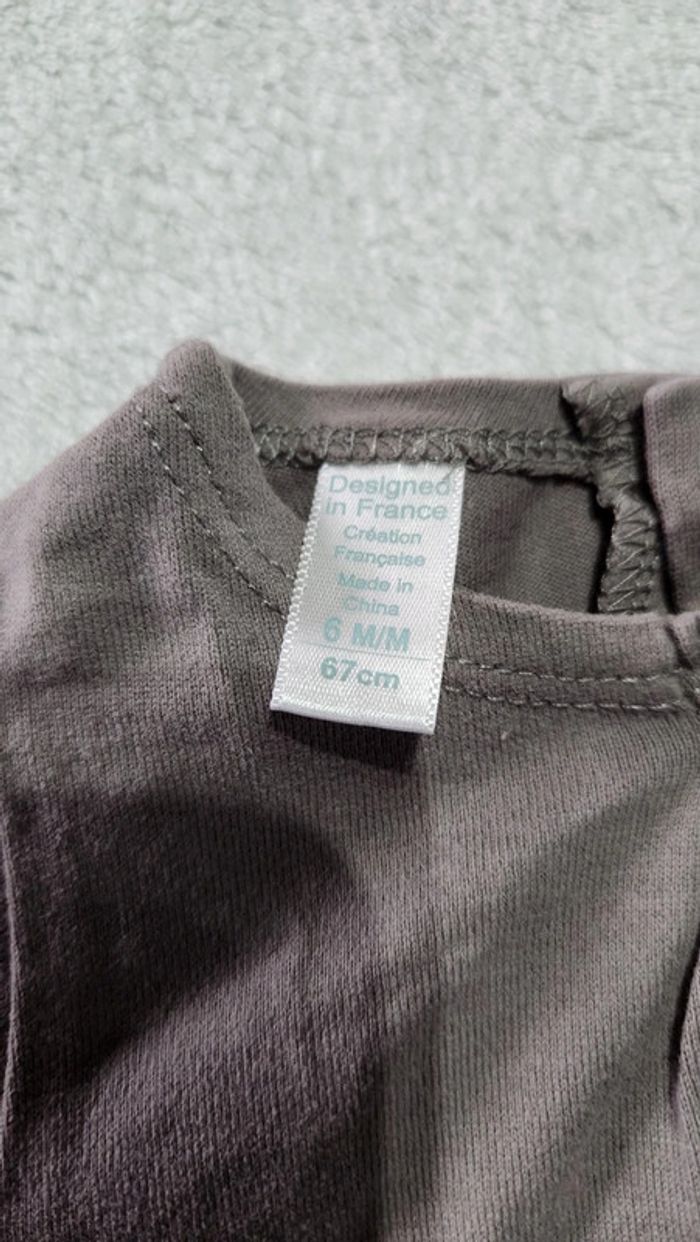 Designed
in France
Création
Française
Made in
China
6 M/M
67cm